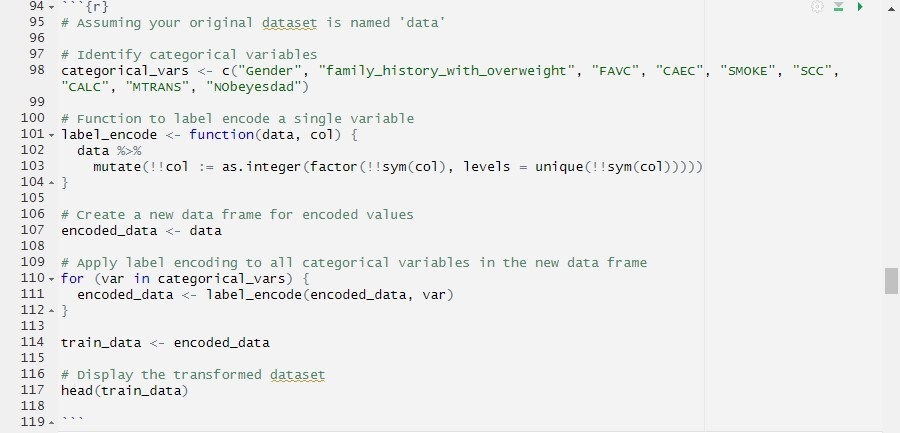 94 ```{r}
95 # Assuming your original dataset is named 'data'
96
97 # Identify categorical variables
98 categorical_vars <- c("Gender", "family_history_with_overweight", "FAVC", "CAEC", "SMOKE", "SCC",
"CALC", "MTRANS", "NObeyesdad")
99
100 # Function to label encode a single variable
101 label_encode <- function(data, col) {
102   data %>%
103     mutate(!!col := as.integer(factor(!!sym(col), levels = unique(!!sym(col)))))
104 }
105
106 # Create a new data frame for encoded values
107 encoded_data <- data
108
109 # Apply label encoding to all categorical variables in the new data frame
110 for (var in categorical_vars) {
111   encoded_data <- label_encode(encoded_data, var)
112 }
113
114 train_data <- encoded_data
115
116 # Display the transformed dataset
117 head(train_data)
118
119 ```